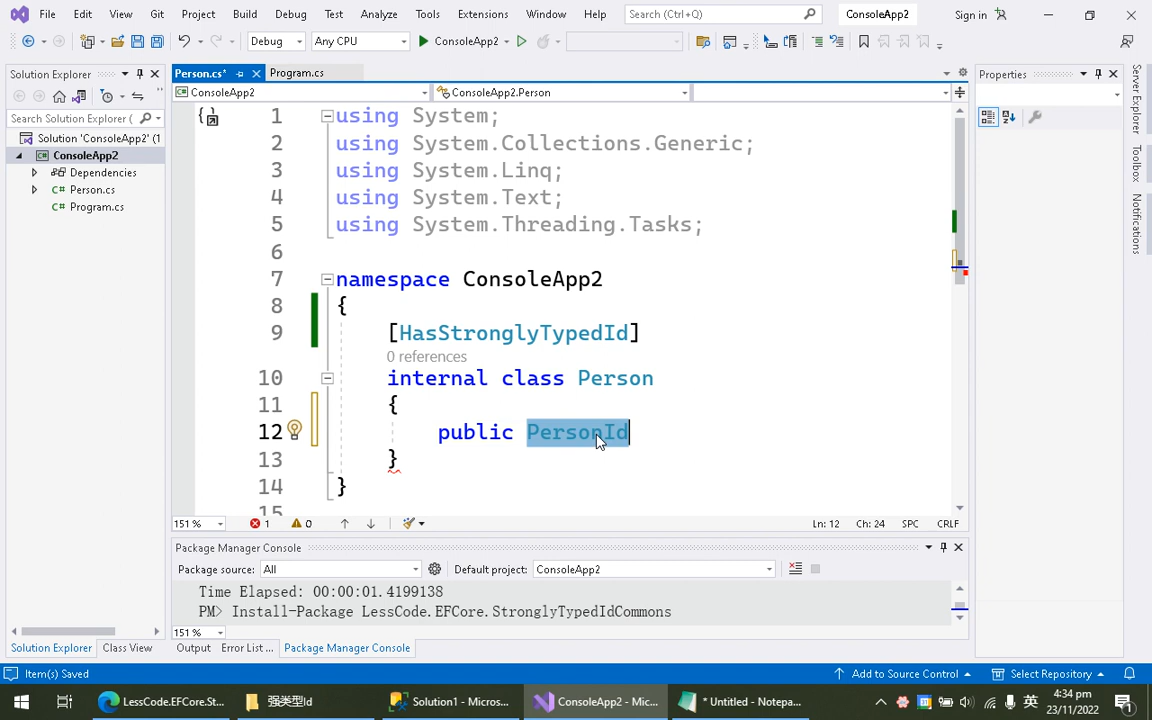 File Edit View Git Project Build Debug Test Analyze Tools Extensions Window Help Search (Ctrl+Q) ConsoleApp2 Sign in
Debug Any CPU ConsoleApp2
Solution Explorer
Person.cs* Program.cs
Properties
ConsoleApp2 ConsoleApp2.Person
Search Solution Explorer (
Solution 'ConsoleApp2' (1
ConsoleApp2
Dependencies
C# Person.cs
C# Program.cs
1 using System;
2 using System.Collections.Generic;
3 using System.Linq;
4 using System.Text;
5 using System.Threading.Tasks;
6
7 namespace ConsoleApp2
8 {
9 [HasStronglyTypedId]
0 references
10 internal class Person
11 {
12 public PersonId
13 }
14 }
15
Server Explorer
Toolbox
Notifications
151 % 1 0 Ln: 12 Ch: 24 SPC CRLF
Package Manager Console
Package source: All Default project: ConsoleApp2
Time Elapsed: 00:00:01.4199138
PM> Install-Package LessCode.EFCore.StronglyTypedIdCommons
151 %
Solution Explorer Class View Output Error List ... Package Manager Console
Item(s) Saved Add to Source Control Select Repository
LessCode.EFCore.St... 强类型Id Solution1 - Micros... ConsoleApp2 - Mic... * Untitled - Notepa... 英 4:34 pm
23/11/2022
1